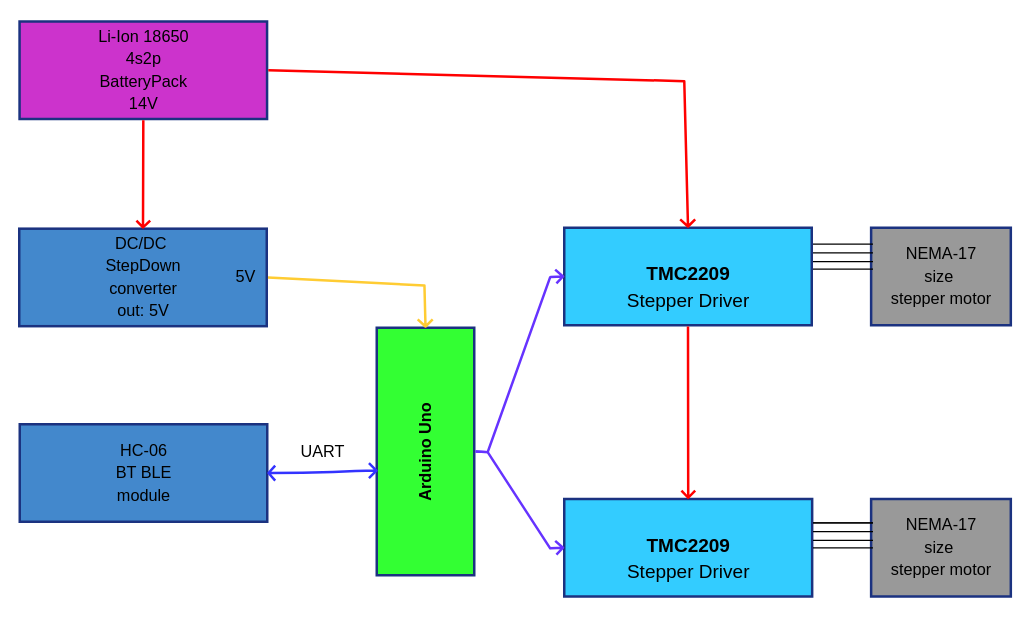 Li-Ion 18650
4s2p
BatteryPack
14V
DC/DC
StepDown
converter
out: 5V
5V
TMC2209
Stepper Driver
NEMA-17
size
stepper motor
HC-06
BT BLE
module
UART
Arduino Uno
TMC2209
Stepper Driver
NEMA-17
size
stepper motor